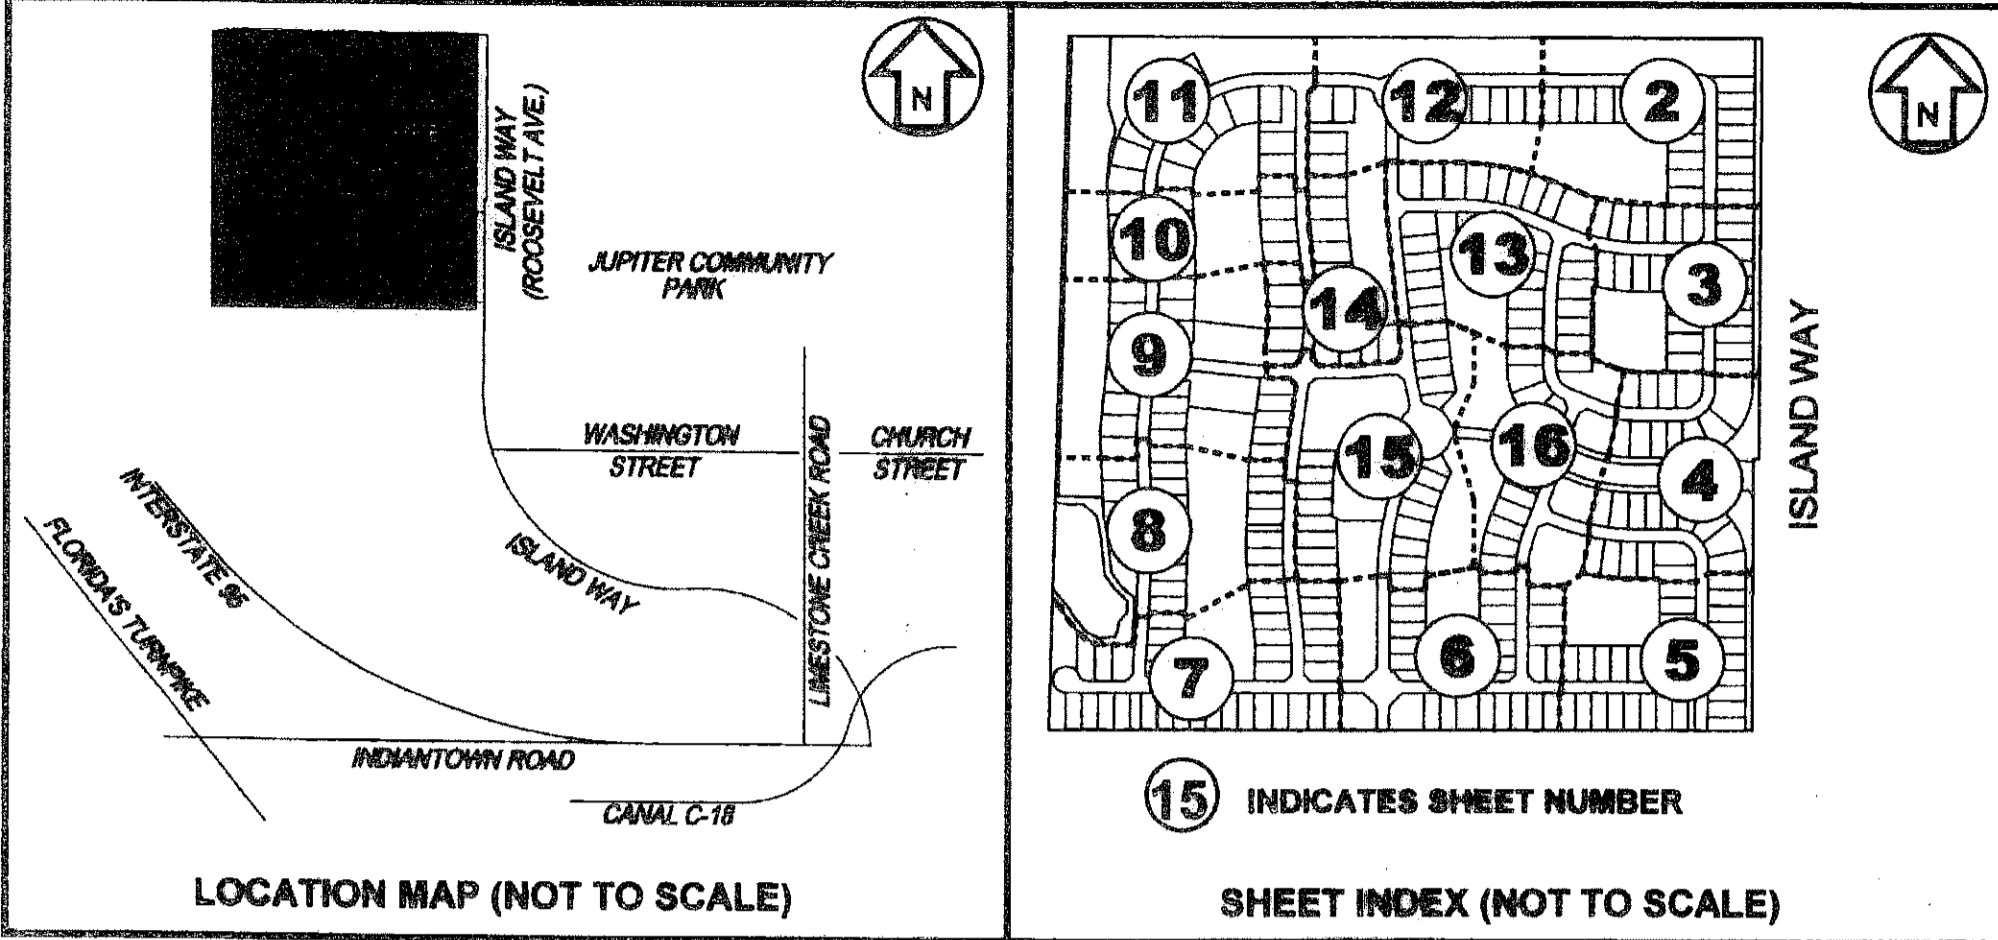 N
ISLAND WAY
(ROOSEVELT AVE.)
JUPITER COMMUNITY
PARK
WASHINGTON
STREET
CHURCH
STREET
LIMESTONE CREEK ROAD
INTERSTATE 95
FLORIDA'S TURNPIKE
ISLAND WAY
INDIANTOWN ROAD
CANAL C-18
LOCATION MAP (NOT TO SCALE)
N
11
12
2
10
13
3
14
9
15
16
4
8
7
6
5
ISLAND WAY
15 INDICATES SHEET NUMBER
SHEET INDEX (NOT TO SCALE)